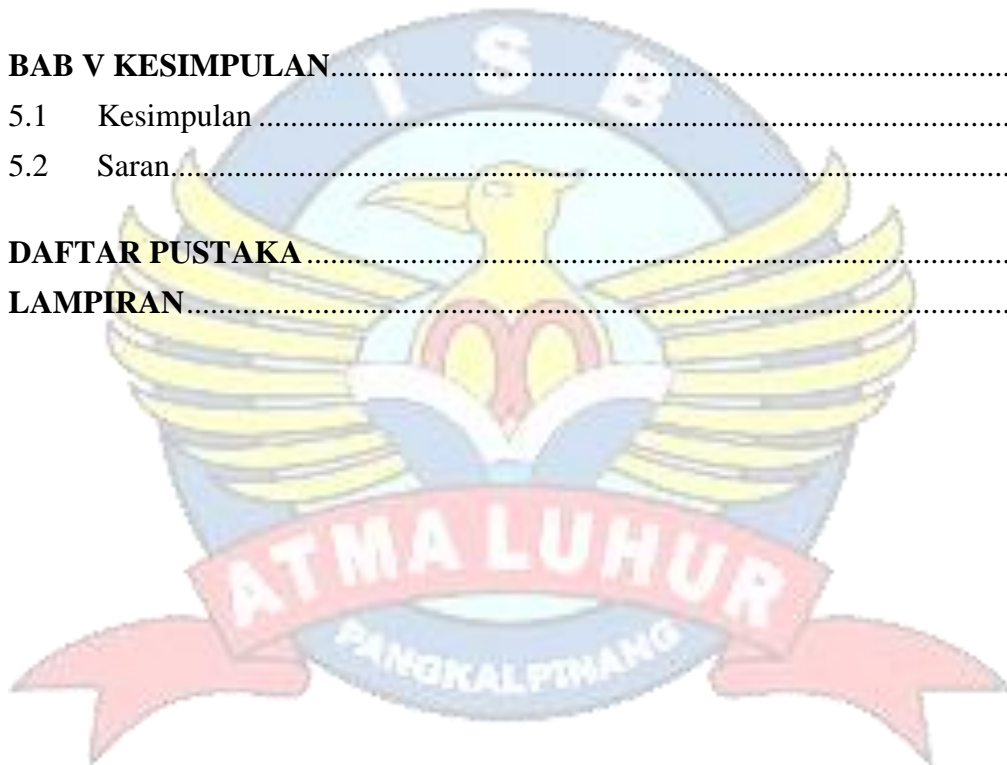 I S B
BAB V KESIMPULAN........................................................................................
5.1 Kesimpulan ................................................................................................
5.2 Saran...........................................................................................................
DAFTAR PUSTAKA ..........................................................................................
LAMPIRAN.........................................................................................................
ATMA LUHUR
PANGKALPINANG